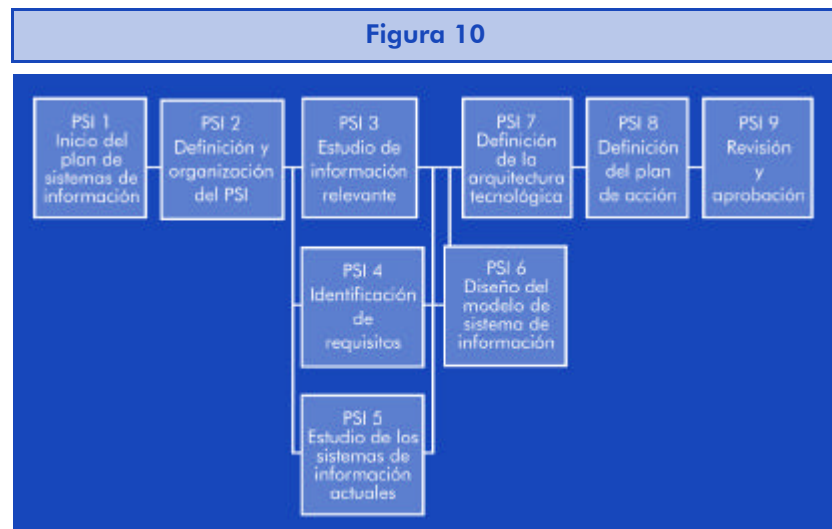 Figura 10
PSI 1
Inicio del
plan de
sistemas de
información
PSI 2
Definición y
organización
del PSI
PSI 3
Estudio de
información
relevante
PSI 7
Definición
de la
arquitectura
tecnológica
PSI 8
Definición
del plan
de acción
PSI 9
Revisión
y
aprobación
PSI 4
Identificación
de
requisitos
PSI 6
Diseño del
modelo de
sistema de
información
PSI 5
Estudio de los
sistemas de
información
actuales